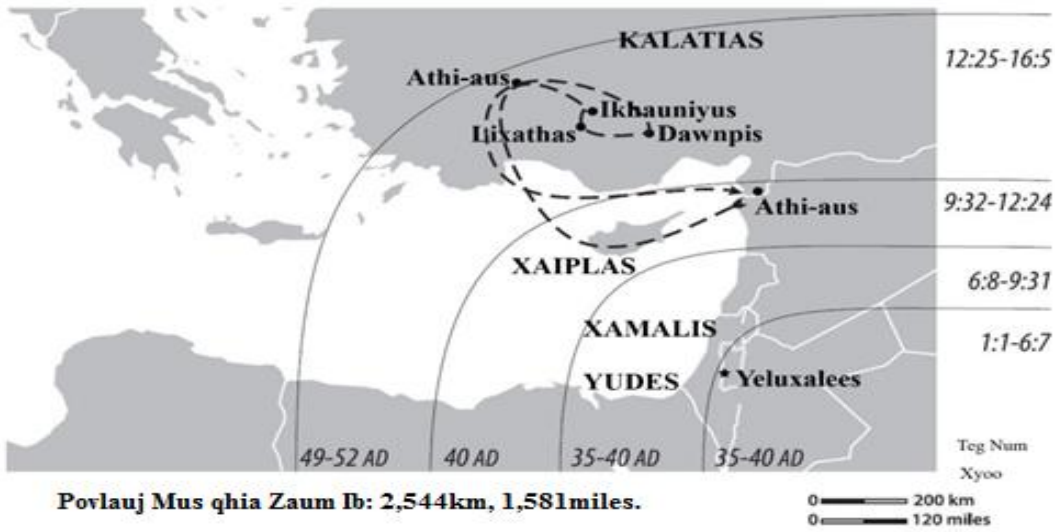 KALATIAS
12:25-16:5
Athi-aus
Ikhauniyus
Lixathas
Dawnpis
9:32-12:24
Athi-aus
XAIPLAS
6:8-9:31
XAMALIS
1:1-6:7
YUDES
Yeluxalees
49-52 AD
40 AD
35-40 AD
35-40 AD
Teg Num
Xyoo
Povlauj Mus qhia Zaum Ib: 2,544km, 1,581miles.
0 200 km
0 120 miles